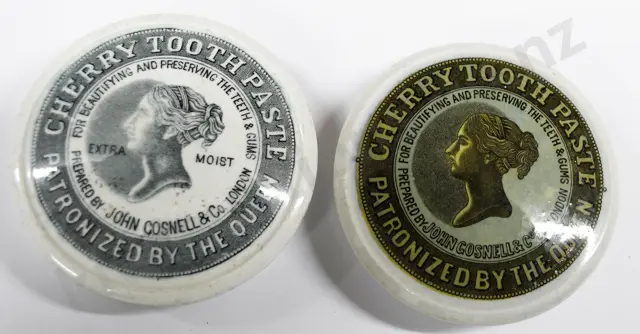 CHERRY TOOTH PASTE
PATRONIZED BY THE QUEEN
FOR BEAUTIFYING AND PRESERVING THE TEETH & GUMS
EXTRA MOIST
PREPARED BY JOHN GOSNELL & Co LONDON
CHERRY TOOTH PASTE
PATRONIZED BY THE QUEEN
FOR BEAUTIFYING AND PRESERVING THE TEETH & GUMS
PREPARED BY JOHN GOSNELL & Co LONDON
nz